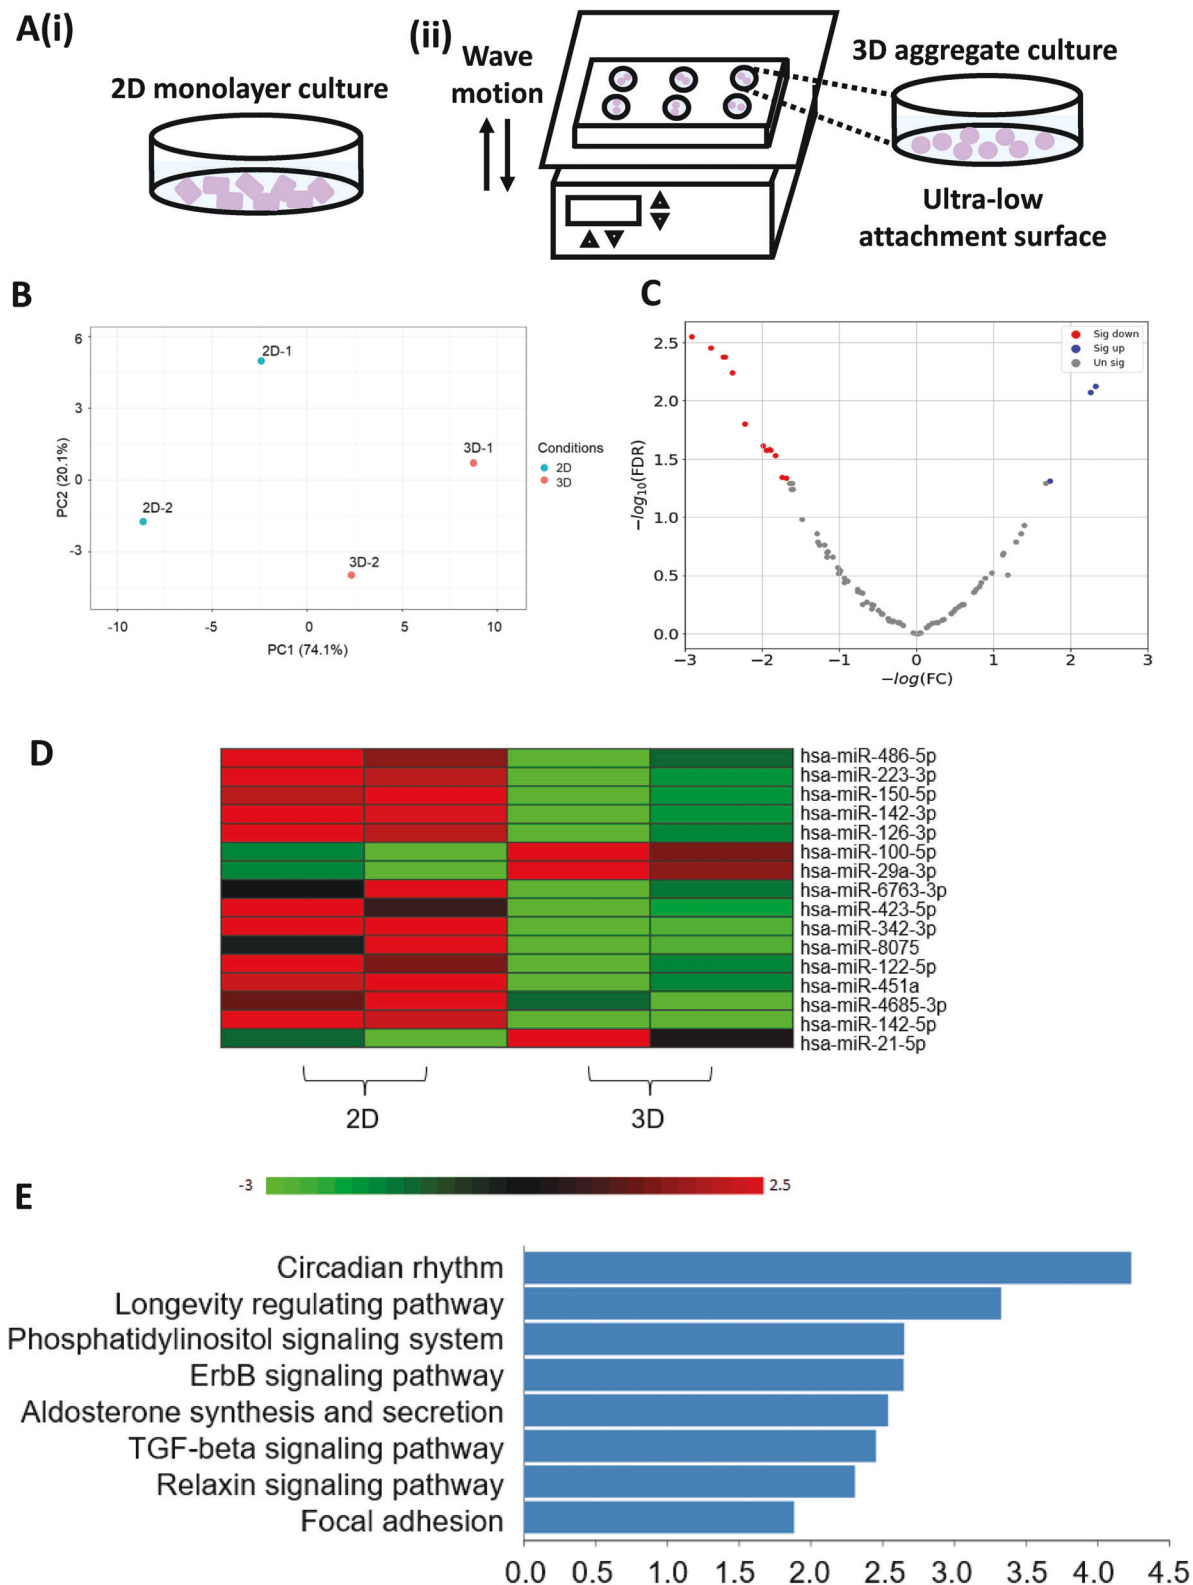 A(i)
2D monolayer culture
(ii)
Wave
motion
3D aggregate culture
Ultra-low
attachment surface
B
6
3
0
-3
PC2 (20.1%)
2D-1
2D-2
3D-1
3D-2
-10
-5
0
5
10
PC1 (74.1%)
Conditions
2D
3D
C
2.5
2.0
1.5
1.0
0.5
0.0
−log10(FDR)
Sig down
Sig up
Un sig
−3
−2
−1
0
1
2
3
−log(FC)
D
hsa-miR-486-5p
hsa-miR-223-3p
hsa-miR-150-5p
hsa-miR-142-3p
hsa-miR-126-3p
hsa-miR-100-5p
hsa-miR-29a-3p
hsa-miR-6763-3p
hsa-miR-423-5p
hsa-miR-342-3p
hsa-miR-8075
hsa-miR-122-5p
hsa-miR-451a
hsa-miR-4685-3p
hsa-miR-142-5p
hsa-miR-21-5p
2D
3D
-3
2.5
E
Circadian rhythm
Longevity regulating pathway
Phosphatidylinositol signaling system
ErbB signaling pathway
Aldosterone synthesis and secretion
TGF-beta signaling pathway
Relaxin signaling pathway
Focal adhesion
0.0 0.5 1.0 1.5 2.0 2.5 3.0 3.5 4.0 4.5